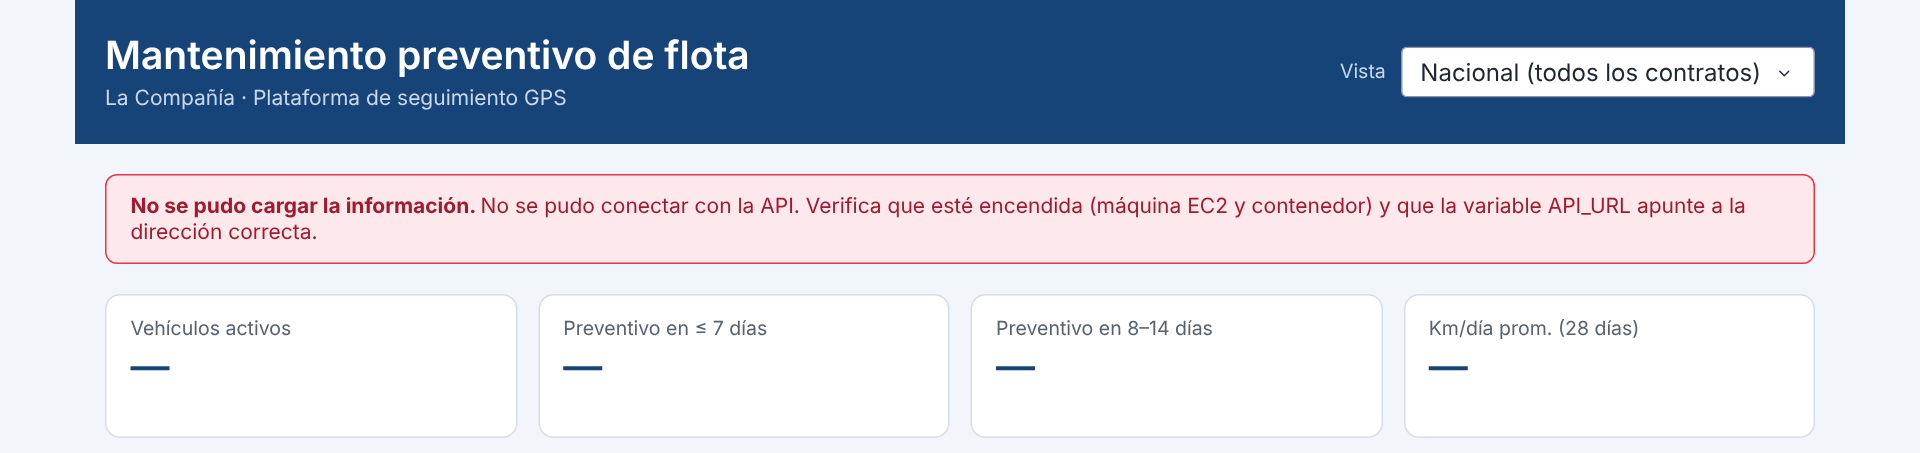 Mantenimiento preventivo de flota
La Compañía · Plataforma de seguimiento GPS
Vista
Nacional (todos los contratos)
No se pudo cargar la información. No se pudo conectar con la API. Verifica que esté encendida (máquina EC2 y contenedor) y que la variable API_URL apunte a la
dirección correcta.
Vehículos activos
—
Preventivo en ≤ 7 días
—
Preventivo en 8–14 días
—
Km/día prom. (28 días)
—